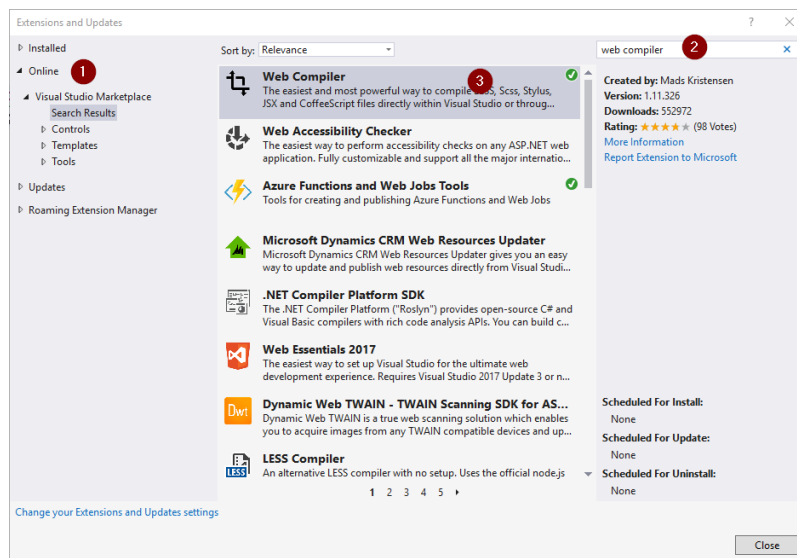 Extensions and Updates
? ×
Installed
Online
1
Visual Studio Marketplace
Search Results
Controls
Templates
Tools
Updates
Roaming Extension Manager
Sort by: Relevance
Web Compiler
3
The easiest and most powerful way to compile Scss, Stylus,
JSX and CoffeeScript files directly within Visual Studio or throug...
Web Accessibility Checker
The easiest way to perform accessibility checks on any ASP.NET web
application. Fully customizable and support all the major internatio...
Azure Functions and Web Jobs Tools
Tools for creating and publishing Azure Functions and Web Jobs
Microsoft Dynamics CRM Web Resources Updater
Microsoft Dynamics CRM Web Resources Updater gives you an easy
way to update and publish web resources directly from Visual Studi...
.NET Compiler Platform SDK
The .NET Compiler Platform ("Roslyn") provides open-source C# and
Visual Basic compilers with rich code analysis APIs. You can build c...
Web Essentials 2017
The easiest way to set up Visual Studio for the ultimate web
development experience. Requires Visual Studio 2017 Update 3 or n...
Dwt
Dynamic Web TWAIN - TWAIN Scanning SDK for AS...
Dynamic Web TWAIN is a true web scanning solution which enables
you to acquire images from any TWAIN compatible devices and up...
LESS
LESS Compiler
An alternative LESS compiler with no setup. Uses the official node.js
1 2 3 4 5
web compiler
2
×
Created by: Mads Kristensen
Version: 1.11.326
Downloads: 552972
Rating: (98 Votes)
More Information
Report Extension to Microsoft
Scheduled For Install:
None
Scheduled For Update:
None
Scheduled For Uninstall:
None
Change your Extensions and Updates settings
Close